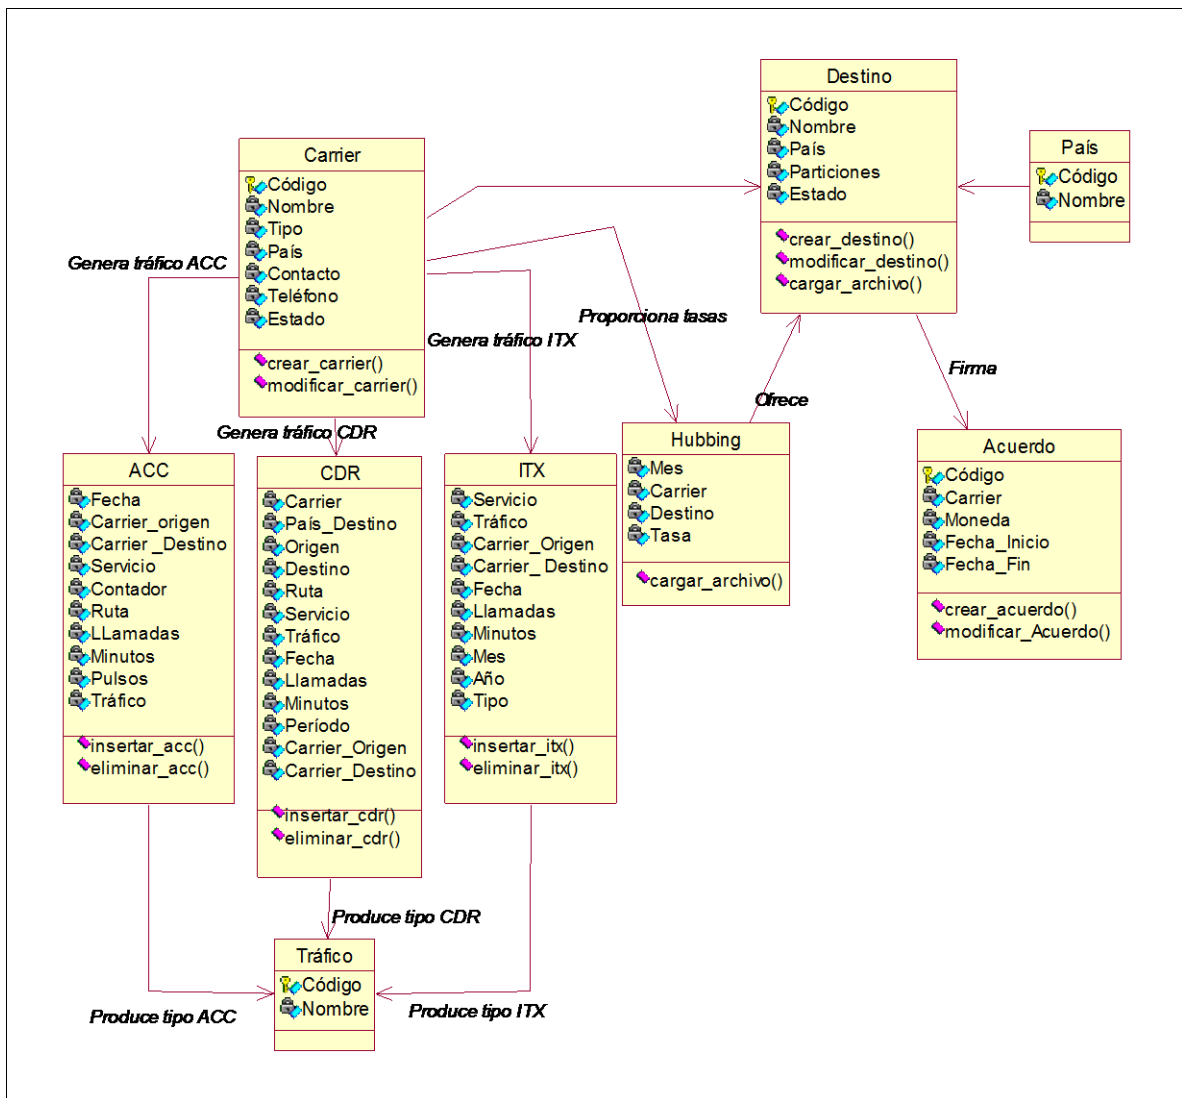 Destino
Código
Nombre
País
Particiones
Estado
crear_destino()
modificar_destino()
cargar_archivo()
País
Código
Nombre
Carrier
Código
Nombre
Tipo
País
Contacto
Teléfono
Estado
crear_carrier()
modificar_carrier()
Genera tráfico ACC
Genera tráfico ITX
Proporciona tasas
Genera tráfico CDR
Ofrece
Firma
ACC
Fecha
Carrier_origen
Carrier _Destino
Servicio
Contador
Ruta
LLamadas
Minutos
Pulsos
Tráfico
insertar_acc()
eliminar_acc()
CDR
Carrier
País_Destino
Origen
Destino
Ruta
Servicio
Tráfico
Fecha
Llamadas
Minutos
Período
Carrier_Origen
Carrier_Destino
insertar_cdr()
eliminar_cdr()
ITX
Servicio
Tráfico
Carrier_Origen
Carrier_ Destino
Fecha
Llamadas
Minutos
Mes
Año
Tipo
insertar_itx()
eliminar_itx()
Hubbing
Mes
Carrier
Destino
Tasa
cargar_archivo()
Acuerdo
Código
Carrier
Moneda
Fecha_Inicio
Fecha_Fin
crear_acuerdo()
modificar_Acuerdo()
Produce tipo CDR
Tráfico
Código
Nombre
Produce tipo ACC
Produce tipo ITX